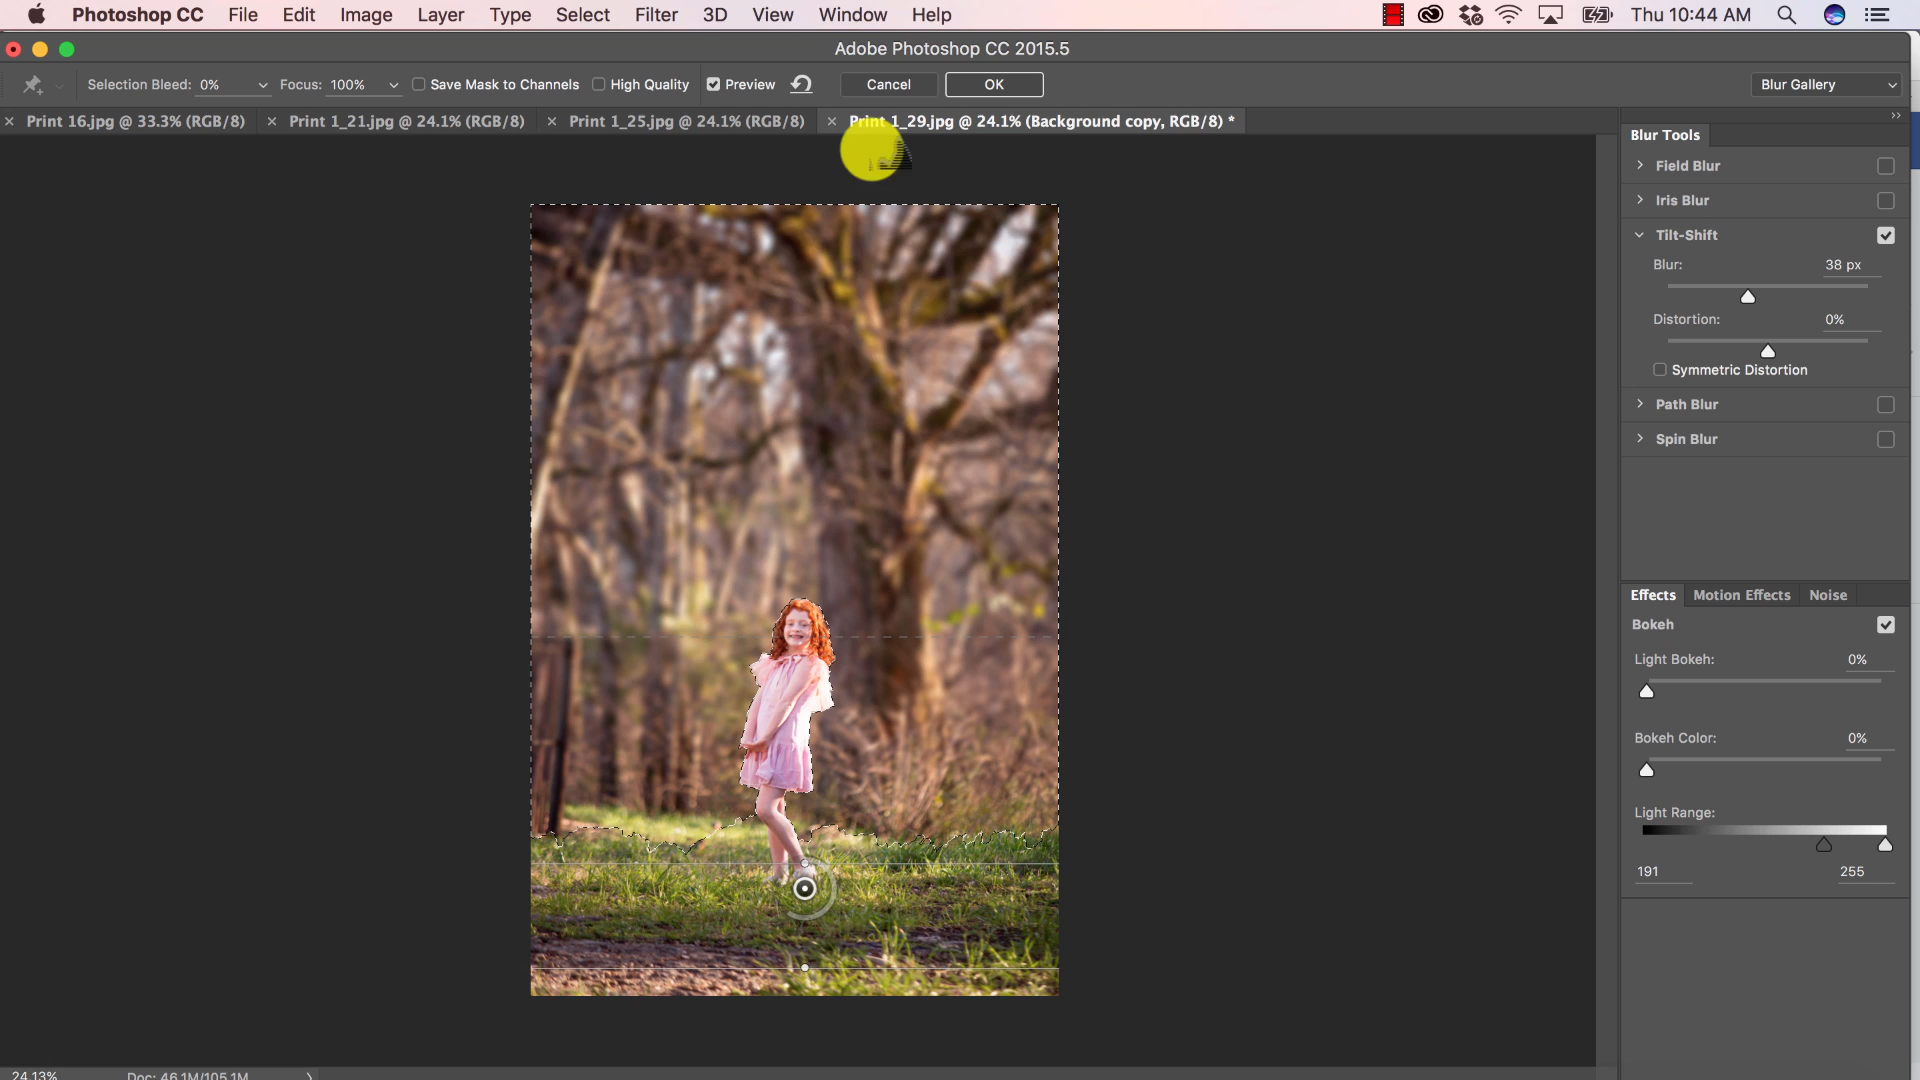 Photoshop CC File Edit Image Layer Type Select Filter 3D View Window Help Thu 10:44 AM
Adobe Photoshop CC 2015.5
Selection Bleed: 0% Focus: 100% Save Mask to Channels High Quality Preview Cancel OK Blur Gallery
Print 16.jpg @ 33.3% (RGB/8) Print 1_21.jpg @ 24.1% (RGB/8) Print 1_25.jpg @ 24.1% (RGB/8) Print 1_29.jpg @ 24.1% (Background copy, RGB/8) *
Blur Tools
Field Blur
Iris Blur
Tilt-Shift
Blur: 38 px
Distortion: 0%
Symmetric Distortion
Path Blur
Spin Blur
Effects Motion Effects Noise
Bokeh
Light Bokeh: 0%
Bokeh Color: 0%
Light Range:
191 255
24.13% Doc: 46.1M/105.1M